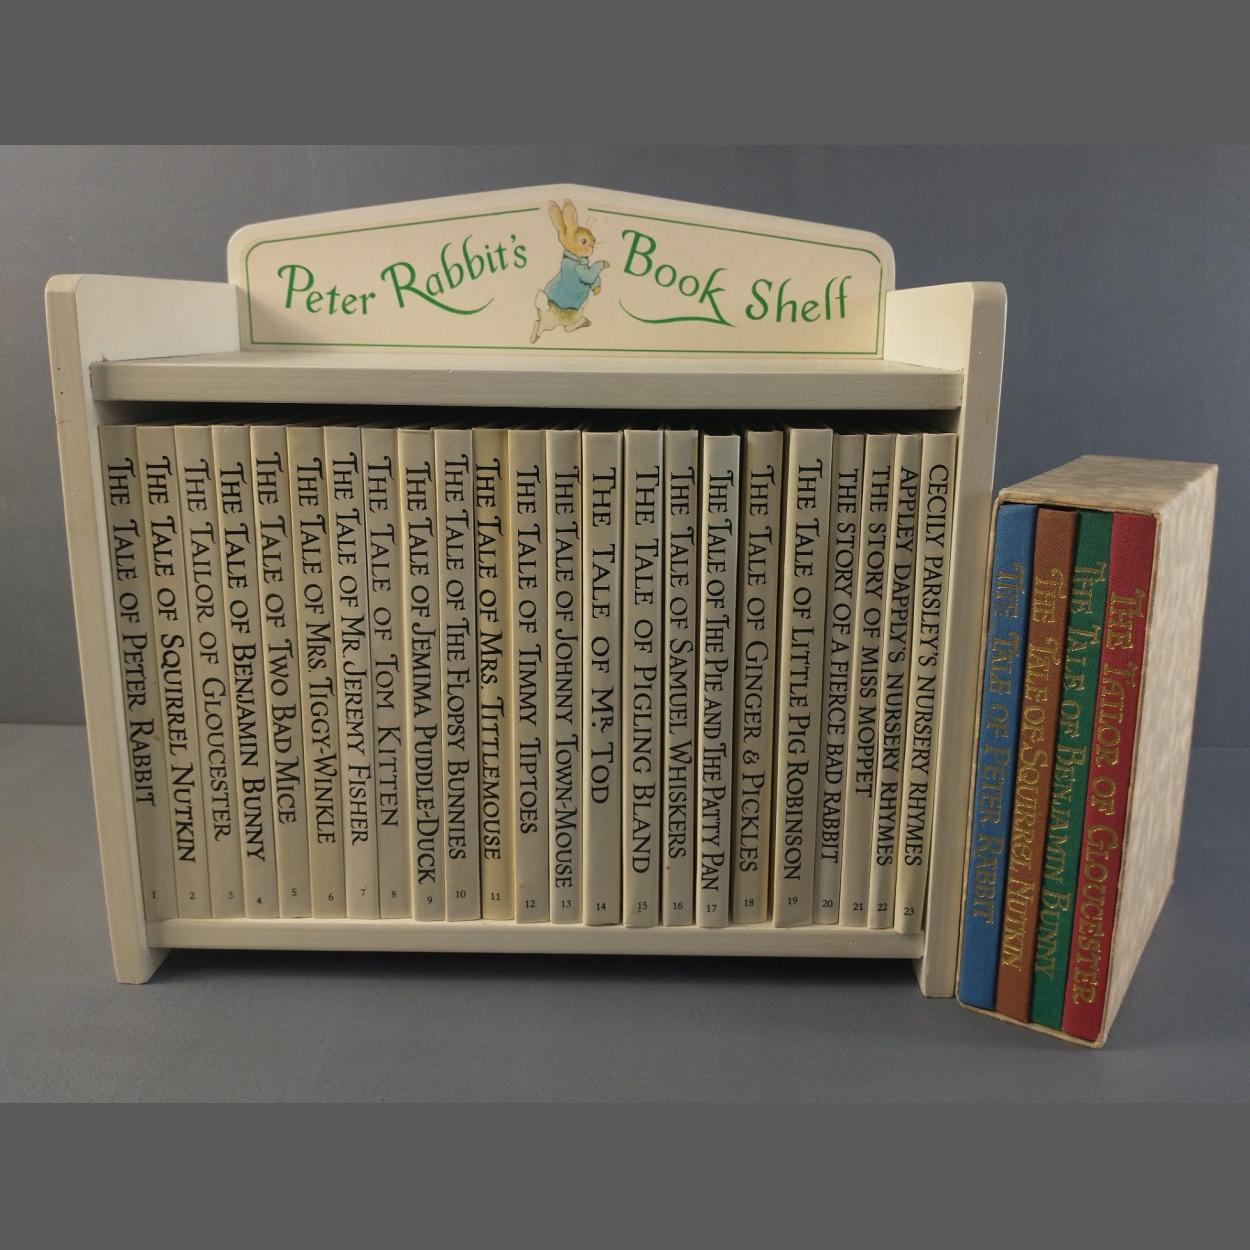 Peter Rabbit's Book Shelf
THE TALE OF PETER RABBIT
1
THE TALE OF SQUIRREL NUTKIN
2
THE TAILOR OF GLOUCESTER
3
THE TALE OF BENJAMIN BUNNY
4
THE TALE OF TWO BAD MICE
5
THE TALE OF MRS. TIGGY-WINKLE
6
THE TALE OF MR. JEREMY FISHER
7
THE TALE OF TOM KITTEN
8
THE TALE OF JEMIMA PUDDLE-DUCK
9
THE TALE OF THE FLOPSY BUNNIES
10
THE TALE OF MRS. TITTLEMOUSE
11
THE TALE OF TIMMY TIPTOES
12
THE TALE OF JOHNNY TOWN-MOUSE
13
THE TALE OF MR. TOD
14
THE TALE OF PIGLING BLAND
15
THE TALE OF SAMUEL WHISKERS
16
THE TALE OF THE PIE AND THE PATTY PAN
17
THE TALE OF GINGER & PICKLES
18
THE TALE OF LITTLE PIG ROBINSON
19
THE STORY OF A FIERCE BAD RABBIT
20
THE STORY OF MISS MOPPET
21
APPLEY DAPPLY'S NURSERY RHYMES
22
CECILY PARSLEY'S NURSERY RHYMES
23
THE TALE OF PETER RABBIT
THE TALE OF SQUIRREL NUTKIN
THE TALE OF BENJAMIN BUNNY
THE TAILOR OF GLOUCESTER